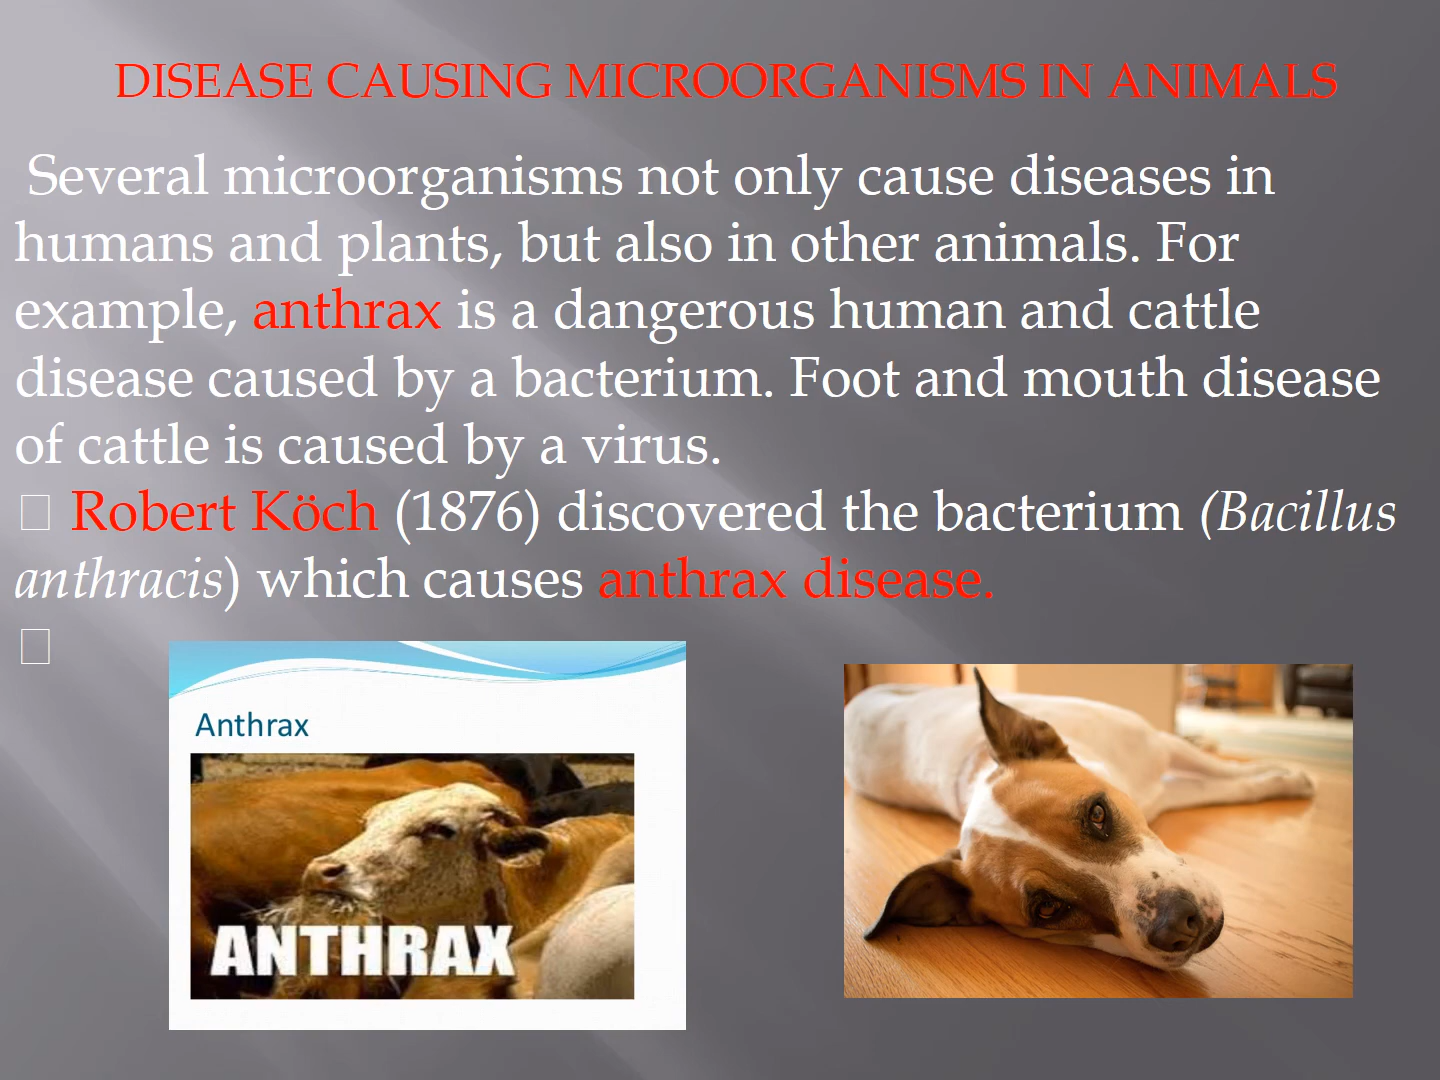 DISEASE CAUSING MICROORGANISMS IN ANIMALS
Several microorganisms not only cause diseases in
humans and plants, but also in other animals. For
example, anthrax is a dangerous human and cattle
disease caused by a bacterium. Foot and mouth disease
of cattle is caused by a virus.
Robert Köch (1876) discovered the bacterium (Bacillus
anthracis) which causes anthrax disease.
Anthrax
ANTHRAX